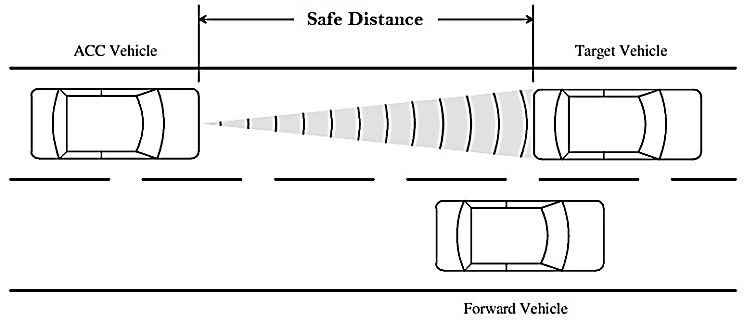 Safe Distance
ACC Vehicle
Target Vehicle
Forward Vehicle